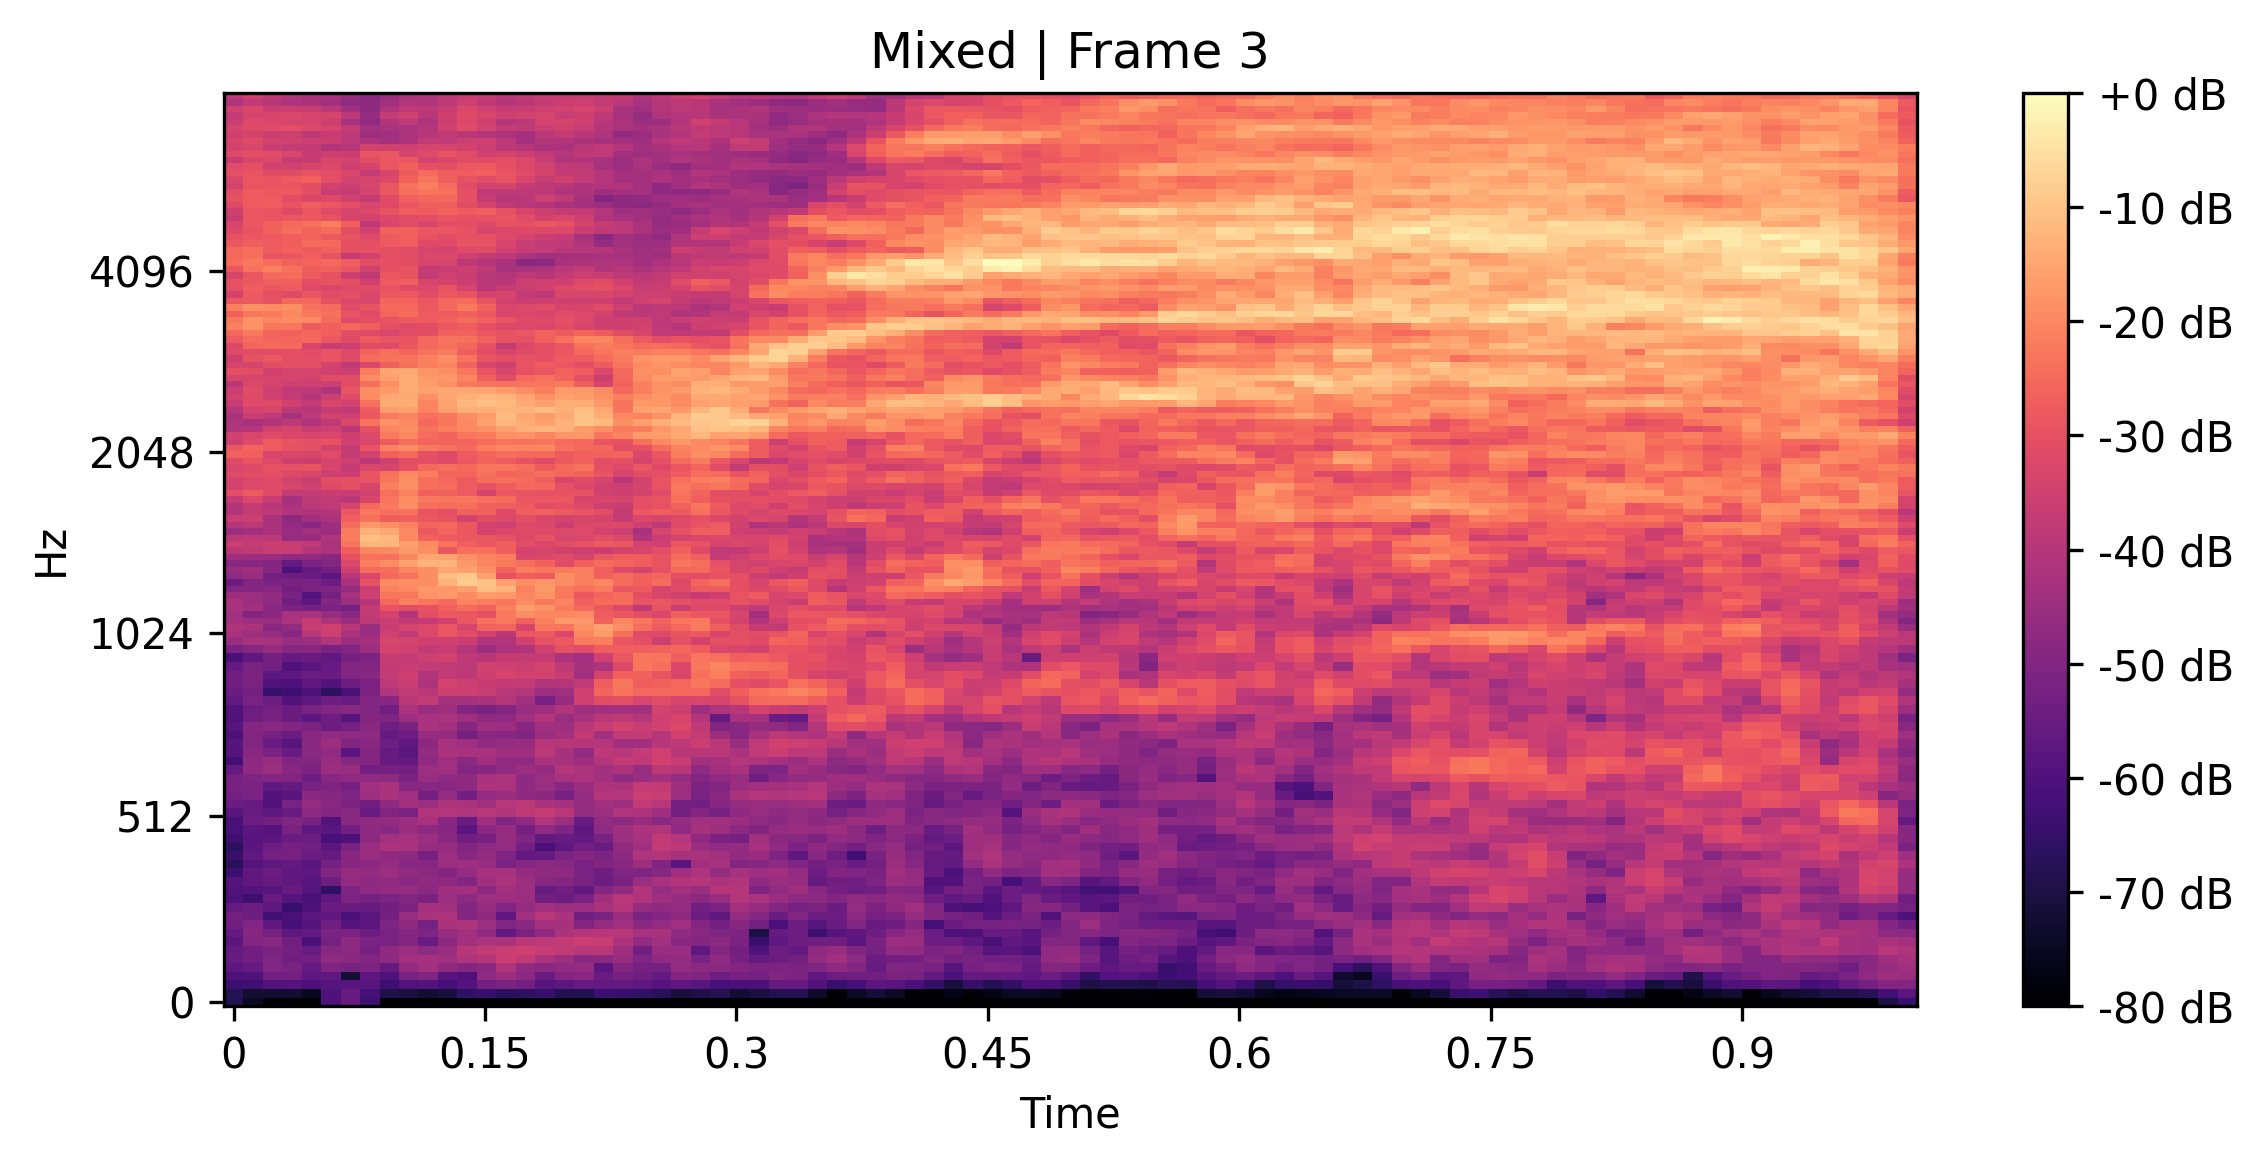 Mixed | Frame 3
Hz
4096
2048
1024
512
0
0 0.15 0.3 0.45 0.6 0.75 0.9
Time
+0 dB
-10 dB
-20 dB
-30 dB
-40 dB
-50 dB
-60 dB
-70 dB
-80 dB